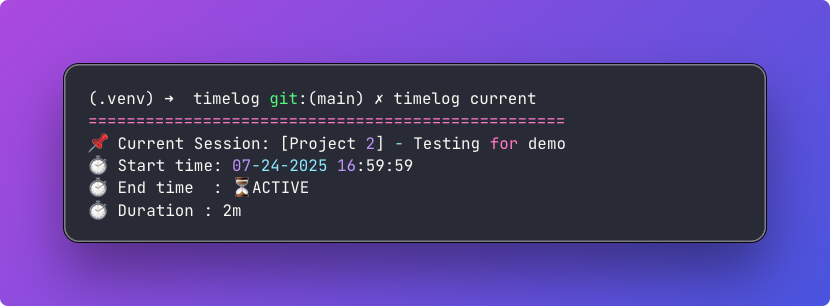 (.venv) ➜  timelog git:(main) ✗ timelog current
==================================================
📌 Current Session: [Project 2] - Testing for demo
⏱️ Start time: 07-24-2025 16:59:59
⏱️ End time  : ⏳ACTIVE
⏱️ Duration : 2m